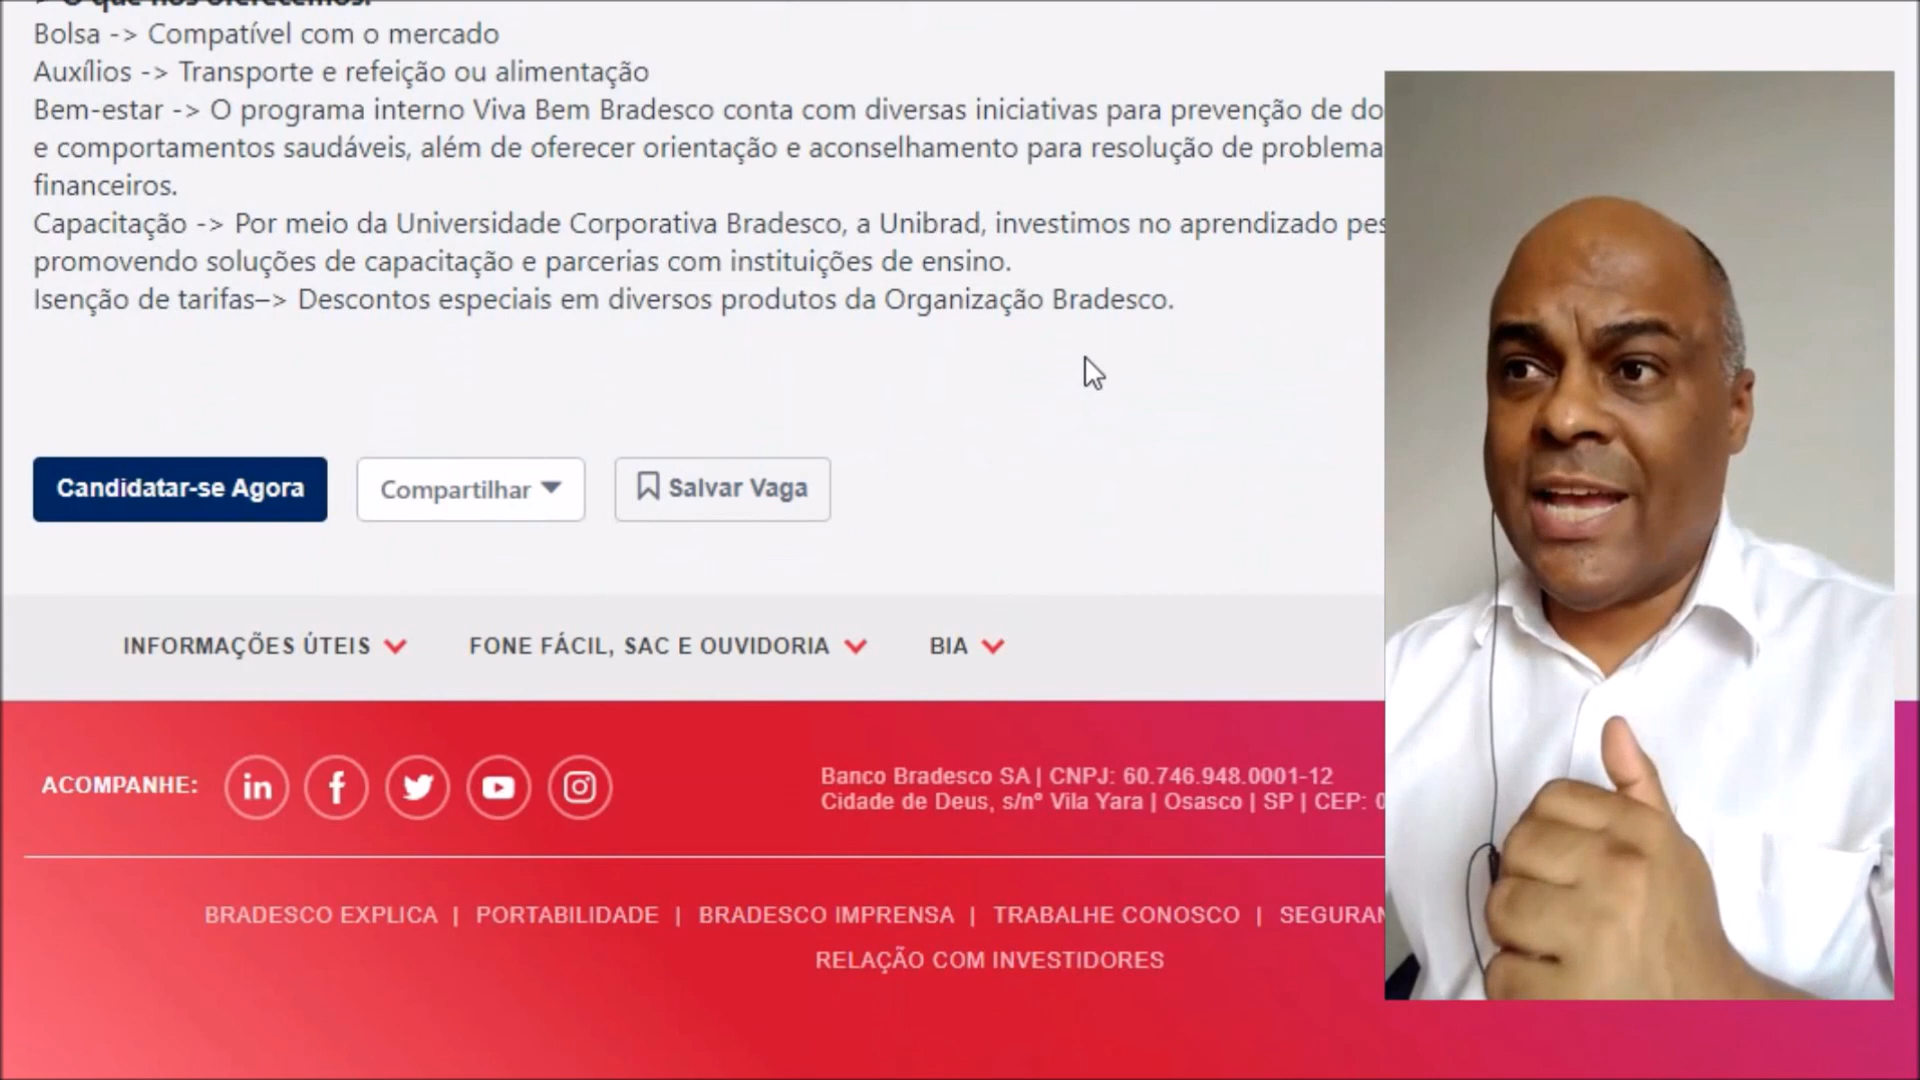 O que nós oferecemos:
Bolsa -> Compatível com o mercado
Auxílios -> Transporte e refeição ou alimentação
Bem-estar -> O programa interno Viva Bem Bradesco conta com diversas iniciativas para prevenção de
e comportamentos saudáveis, além de oferecer orientação e aconselhamento para resolução de
financeiros.
Capacitação -> Por meio da Universidade Corporativa Bradesco, a Unibrad, investimos no aprendizado
promovendo soluções de capacitação e parcerias com instituições de ensino.
Isenção de tarifas–> Descontos especiais em diversos produtos da Organização Bradesco.
Candidatar-se Agora
Compartilhar
Salvar Vaga
INFORMAÇÕES ÚTEIS
FONE FÁCIL, SAC E OUVIDORIA
BIA
ACOMPANHE:
Banco Bradesco SA | CNPJ: 60.746.948.0001-12
Cidade de Deus, s/nº Vila Yara | Osasco | SP | CEP:
BRADESCO EXPLICA | PORTABILIDADE | BRADESCO IMPRENSA | TRABALHE CONOSCO |
RELAÇÃO COM INVESTIDORES